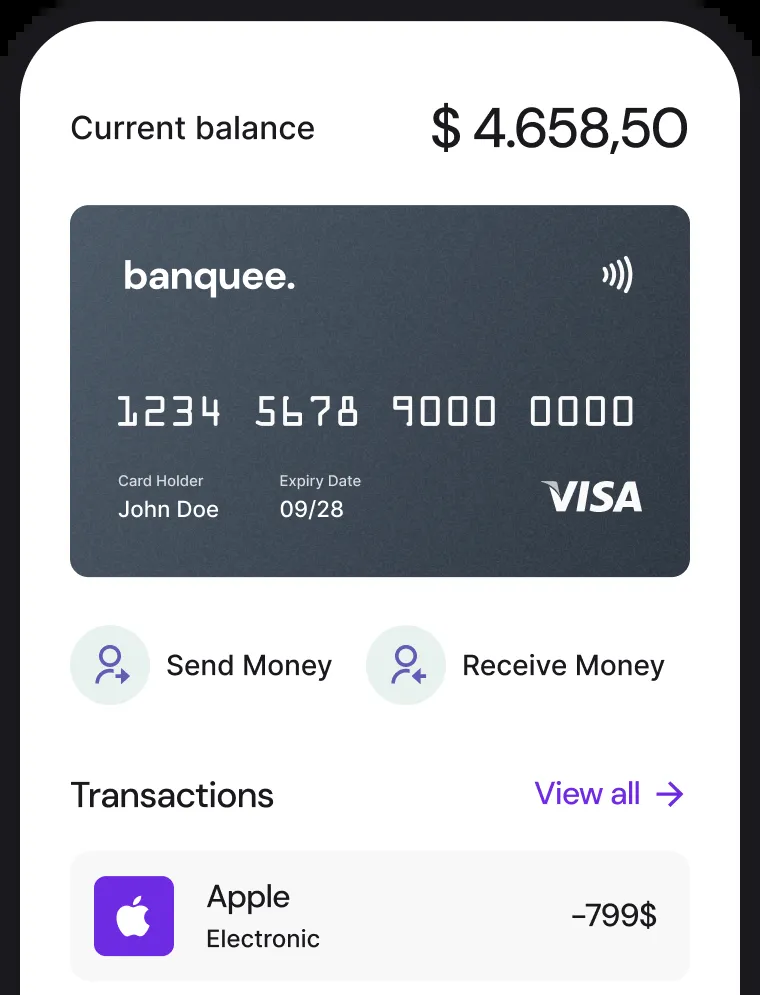 Current balance
$ 4.658,50
banquee.
1234 5678 9000 0000
Card Holder
Expiry Date
John Doe
09/28
VISA
Send Money
Receive Money
Transactions
View all
Apple
Electronic
-799$